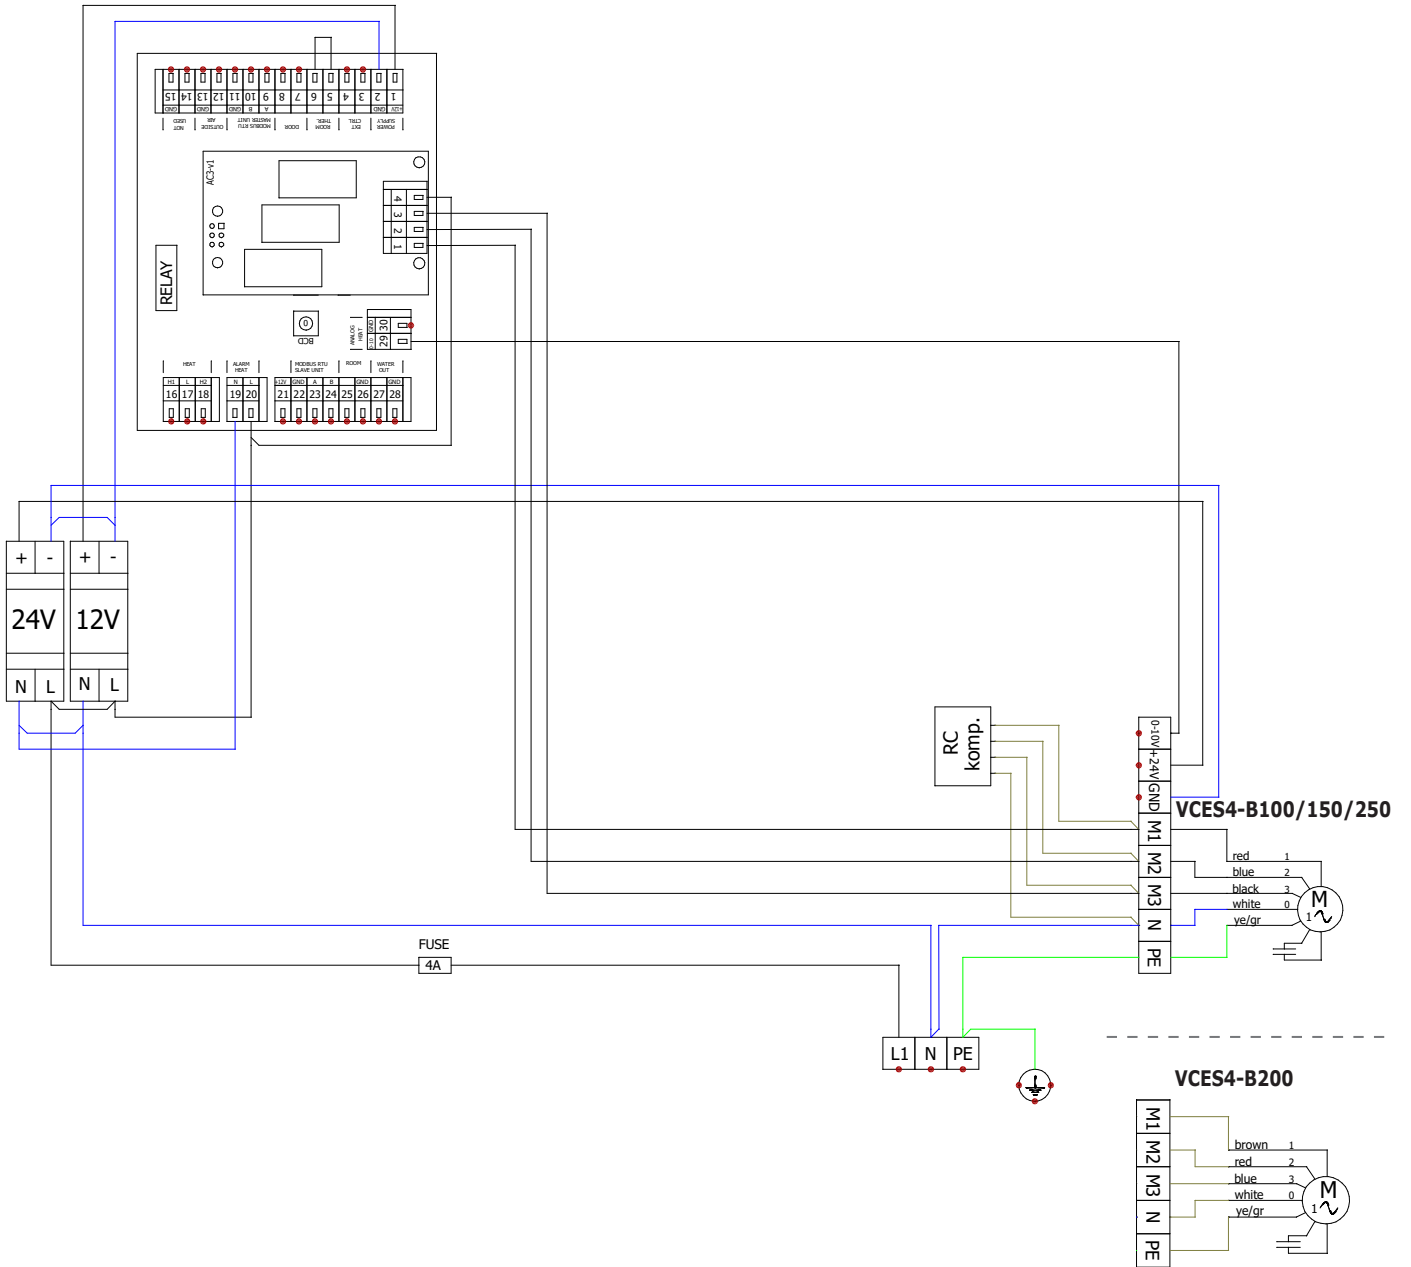 15 14 13 12 11 10 9 8 7 6 5 4 3 2 1
GND GND GND B A GND +12V
NOT USED
OUTSIDE AIR
MODBUS RTU MASTER UNIT
DOOR
ROOM THER.
EXT CTRL
POWER SUPPLY
AC3-v1
4
3
2
1
RELAY
0
BCD
ANALOG HEAT
GND 30
0-10 29
HEAT
ALARM HEAT
MODBUS RTU SLAVE UNIT
ROOM
WATER OUT
H1 L H2 N L +12V GND A B GND GND
16 17 18 19 20 21 22 23 24 25 26 27 28
+ - + -
24V 12V
N L N L
RC komp.
0-10V
+24V
GND
VCES4-B100/150/250
M1
M2
M3
N
PE
red 1
blue 2
black 3
white 0
ye/gr
M
1
FUSE
4A
L1 N PE
VCES4-B200
M1
M2
M3
N
PE
brown 1
red 2
blue 3
white 0
ye/gr
M
1